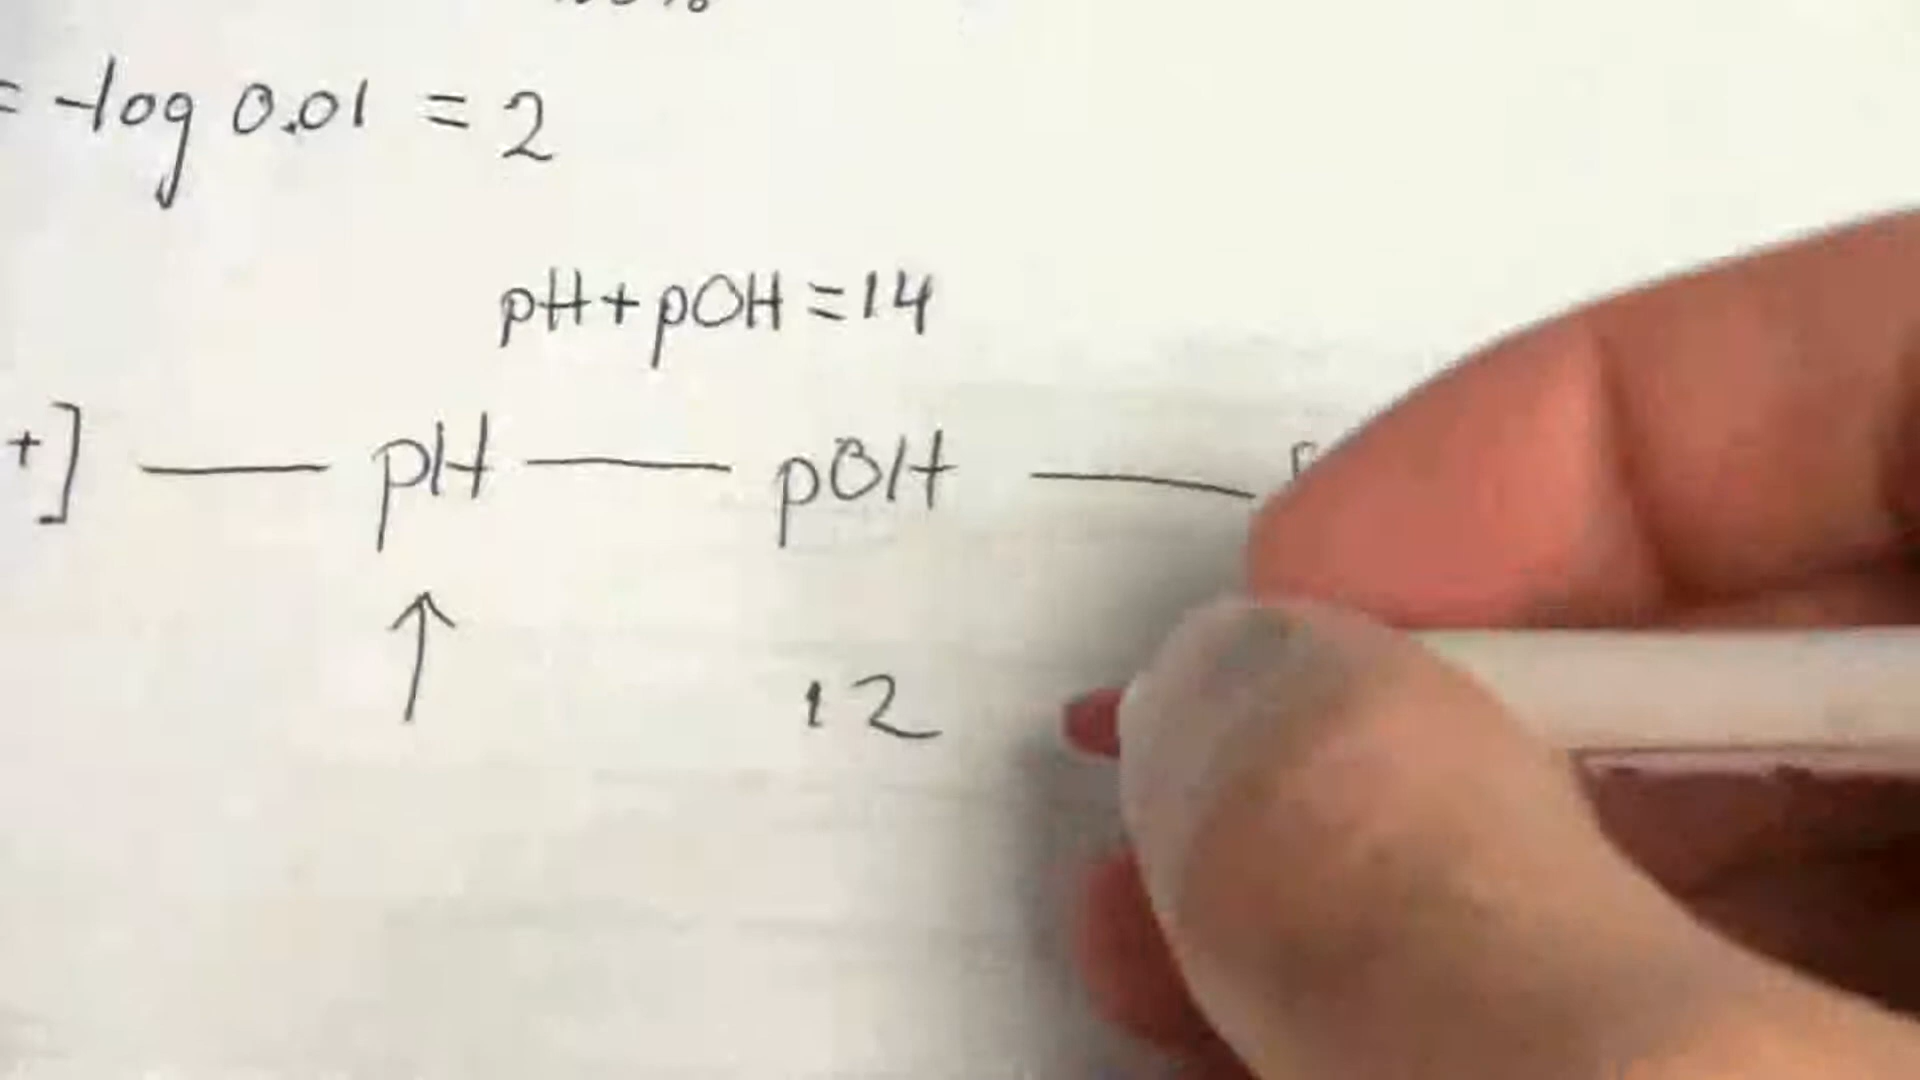 = -log 0.01 = 2
pH + pOH = 14
+] — pH — pOH —
↑ 12